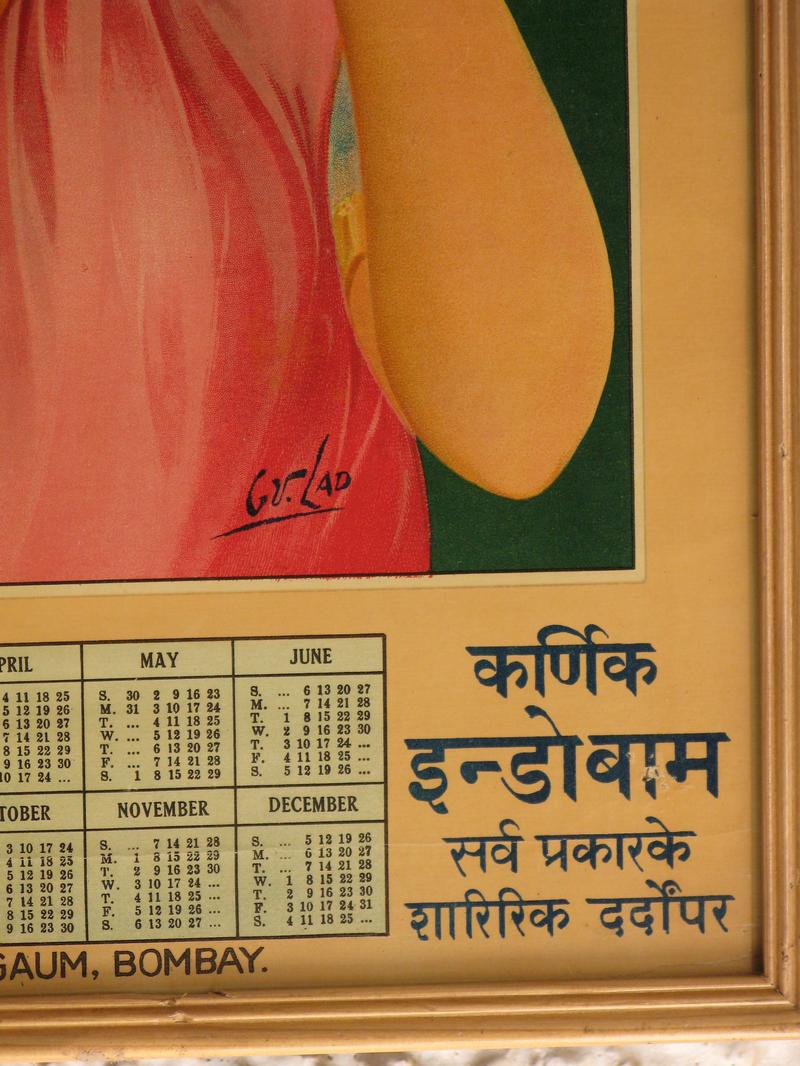 G.V. LAD
PRIL MAY JUNE
4 11 18 25 S. 30 2 9 16 23 S. ... 6 13 20 27
5 12 19 26 M. 31 3 10 17 24 M. ... 7 14 21 28
6 13 20 27 T. ... 4 11 18 25 T. 1 8 15 22 29
7 14 21 28 W. ... 5 12 19 26 W. 2 9 16 23 30
8 15 22 29 T. ... 6 13 20 27 T. 3 10 17 24 ...
9 16 23 30 F. ... 7 14 21 28 F. 4 11 18 25 ...
10 17 24 ... S. 1 8 15 22 29 S. 5 12 19 26 ...
TOBER NOVEMBER DECEMBER
3 10 17 24 S. ... 7 14 21 28 S. ... 5 12 19 26
4 11 18 25 M. 1 8 15 22 29 M. ... 6 13 20 27
5 12 19 26 T. 2 9 16 23 30 T. ... 7 14 21 28
6 13 20 27 W. 3 10 17 24 ... W. 1 8 15 22 29
7 14 21 28 T. 4 11 18 25 ... T. 2 9 16 23 30
8 15 22 29 F. 5 12 19 26 ... F. 3 10 17 24 31
9 16 23 30 S. 6 13 20 27 ... S. 4 11 18 25 ...
GAUM, BOMBAY.
कर्णिक
इन्डोबाम
सर्व प्रकारके
शारिरिक दर्दोंपर